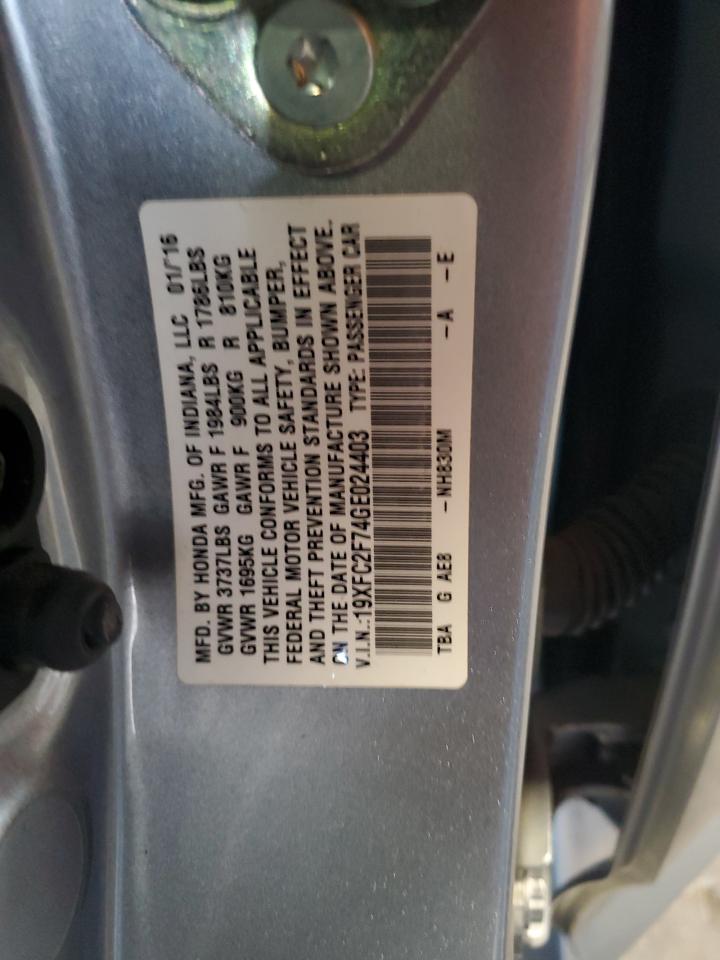 MFD. BY HONDA MFG. OF INDIANA, LLC 01/'16
GVWR 3737LBS GAWR F 1984LBS R 1786LBS
GVWR 1695KG GAWR F 900KG R 810KG
THIS VEHICLE CONFORMS TO ALL APPLICABLE
FEDERAL MOTOR VEHICLE SAFETY, BUMPER,
AND THEFT PREVENTION STANDARDS IN EFFECT
ON THE DATE OF MANUFACTURE SHOWN ABOVE.
V.I.N.:19XFC2F74GE024403 TYPE: PASSENGER CAR
TBA G AE8 -NH830M -A -E